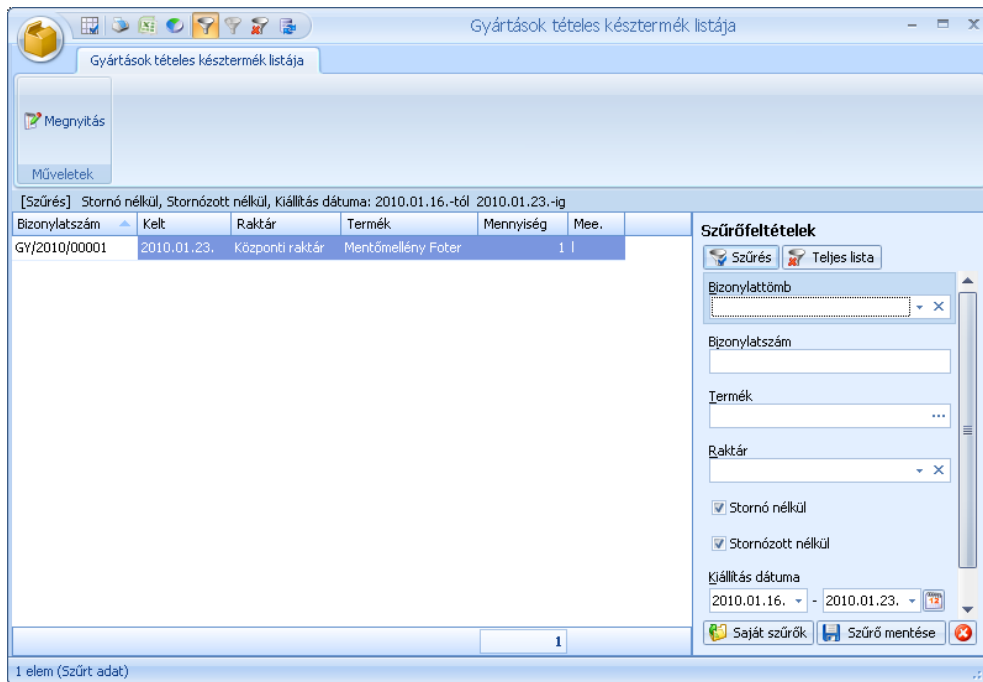 Gyártások tételes késztermék listája
Gyártások tételes késztermék listája
Megnyitás
Műveletek
[Szűrés] Stornó nélkül, Stornózott nélkül, Kiállítás dátuma: 2010.01.16.-tól 2010.01.23.-ig
Bizonylatszám Kelt Raktár Termék Mennyiség Mee.
GY/2010/00001 2010.01.23. Központi raktár Mentőmellény Foter 1 l
1
Szűrőfeltételek
Szűrés Teljes lista
Bizonylattömb
Bizonylatszám
Termék
Raktár
Stornó nélkül
Stornózott nélkül
Kiállítás dátuma
2010.01.16. - 2010.01.23. 12
Saját szűrők Szűrő mentése
1 elem (Szűrt adat)